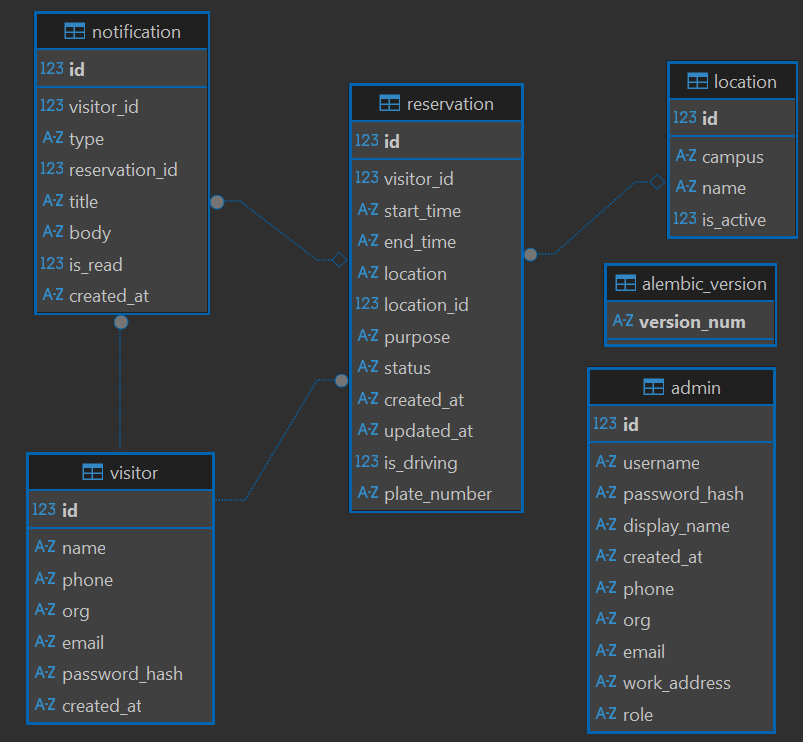 notification
123 id
123 visitor_id
A-Z type
123 reservation_id
A-Z title
A-Z body
123 is_read
A-Z created_at
reservation
123 id
123 visitor_id
A-Z start_time
A-Z end_time
A-Z location
123 location_id
A-Z purpose
A-Z status
A-Z created_at
A-Z updated_at
123 is_driving
A-Z plate_number
location
123 id
A-Z campus
A-Z name
123 is_active
alembic_version
A-Z version_num
visitor
123 id
A-Z name
A-Z phone
A-Z org
A-Z email
A-Z password_hash
A-Z created_at
admin
123 id
A-Z username
A-Z password_hash
A-Z display_name
A-Z created_at
A-Z phone
A-Z org
A-Z email
A-Z work_address
A-Z role